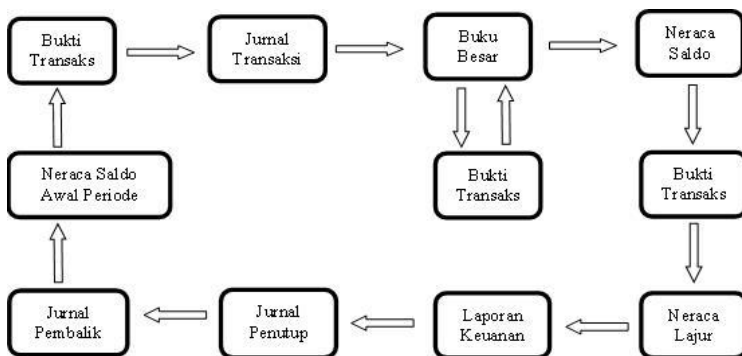 Bukti
Transaks
Jurnal
Transaksi
Buku
Besar
Neraca
Saldo
Neraca Saldo
Awal Periode
Bukti
Transaks
Bukti
Transaks
Jurnal
Pembalik
Jurnal
Penutup
Laporan
Keuanan
Neraca
Lajur